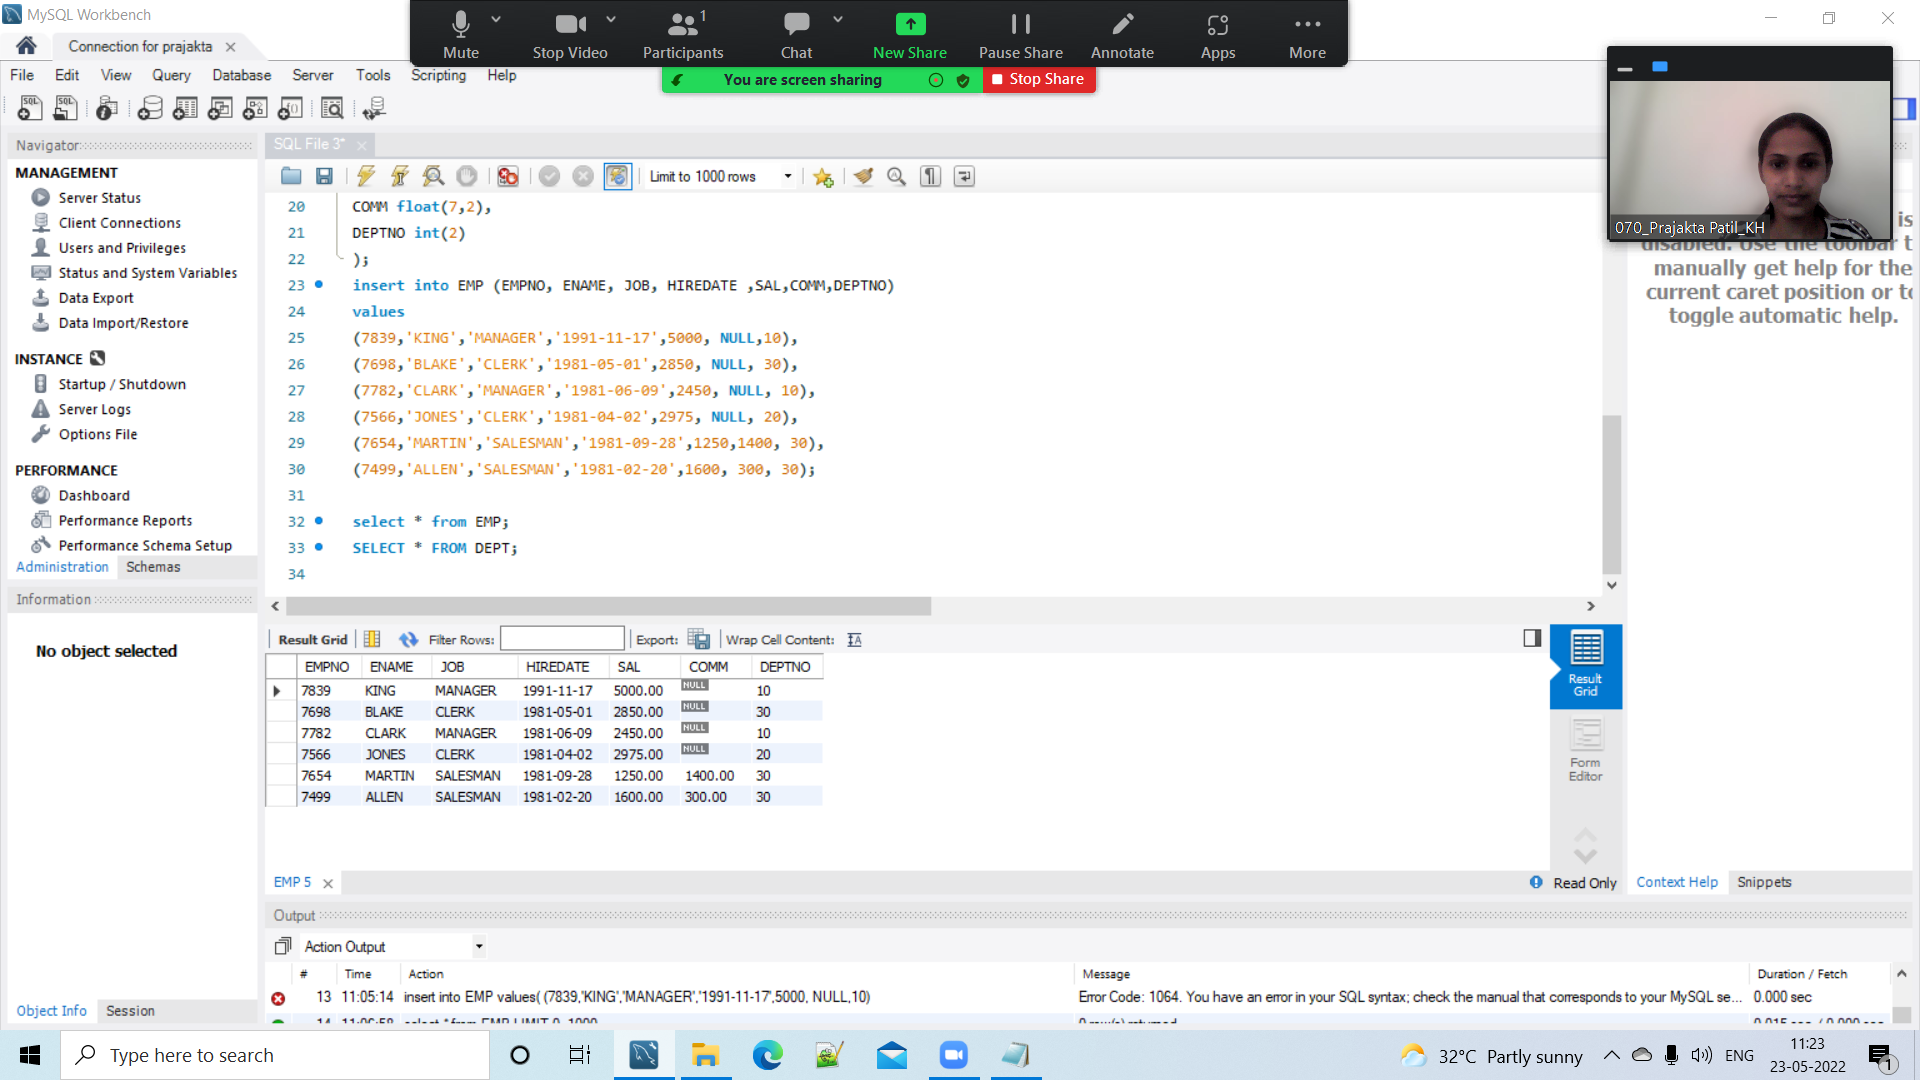 MySQL Workbench
Connection for prajakta
Mute
Stop Video
1
Participants
Chat
New Share
Pause Share
Annotate
Apps
More
You are screen sharing
Stop Share
File Edit View Query Database Server Tools Scripting Help
070_Prajakta Patil_KH
Navigator
MANAGEMENT
Server Status
Client Connections
Users and Privileges
Status and System Variables
Data Export
Data Import/Restore
INSTANCE
Startup / Shutdown
Server Logs
Options File
PERFORMANCE
Dashboard
Performance Reports
Performance Schema Setup
Administration Schemas
Information
No object selected
Object Info Session
SQL File 3*
Limit to 1000 rows
20 COMM float(7,2),
21 DEPTNO int(2)
22 );
23 insert into EMP (EMPNO, ENAME, JOB, HIREDATE ,SAL,COMM,DEPTNO)
24 values
25 (7839,'KING','MANAGER','1991-11-17',5000, NULL,10),
26 (7698,'BLAKE','CLERK','1981-05-01',2850, NULL, 30),
27 (7782,'CLARK','MANAGER','1981-06-09',2450, NULL, 10),
28 (7566,'JONES','CLERK','1981-04-02',2975, NULL, 20),
29 (7654,'MARTIN','SALESMAN','1981-09-28',1250,1400, 30),
30 (7499,'ALLEN','SALESMAN','1981-02-20',1600, 300, 30);
31
32 select * from EMP;
33 SELECT * FROM DEPT;
34
is
disabled. Use the toolbar t
manually get help for the
current caret position or to
toggle automatic help.
Result Grid Filter Rows: Export: Wrap Cell Content:
EMPNO ENAME JOB HIREDATE SAL COMM DEPTNO
7839 KING MANAGER 1991-11-17 5000.00 NULL 10
7698 BLAKE CLERK 1981-05-01 2850.00 NULL 30
7782 CLARK MANAGER 1981-06-09 2450.00 NULL 10
7566 JONES CLERK 1981-04-02 2975.00 NULL 20
7654 MARTIN SALESMAN 1981-09-28 1250.00 1400.00 30
7499 ALLEN SALESMAN 1981-02-20 1600.00 300.00 30
Result
Grid
Form
Editor
EMP 5
Read Only
Context Help Snippets
Output
Action Output
# Time Action Message Duration / Fetch
13 11:05:14 insert into EMP values( (7839,'KING','MANAGER','1991-11-17',5000, NULL,10) Error Code: 1064. You have an error in your SQL syntax; check the manual that corresponds to your MySQL se... 0.000 sec
14 11:06:58 select * from EMP LIMIT 0, 1000 0 row(s) returned 0.015 sec / 0.000 sec
Type here to search
32°C Partly sunny
ENG
11:23
23-05-2022
1